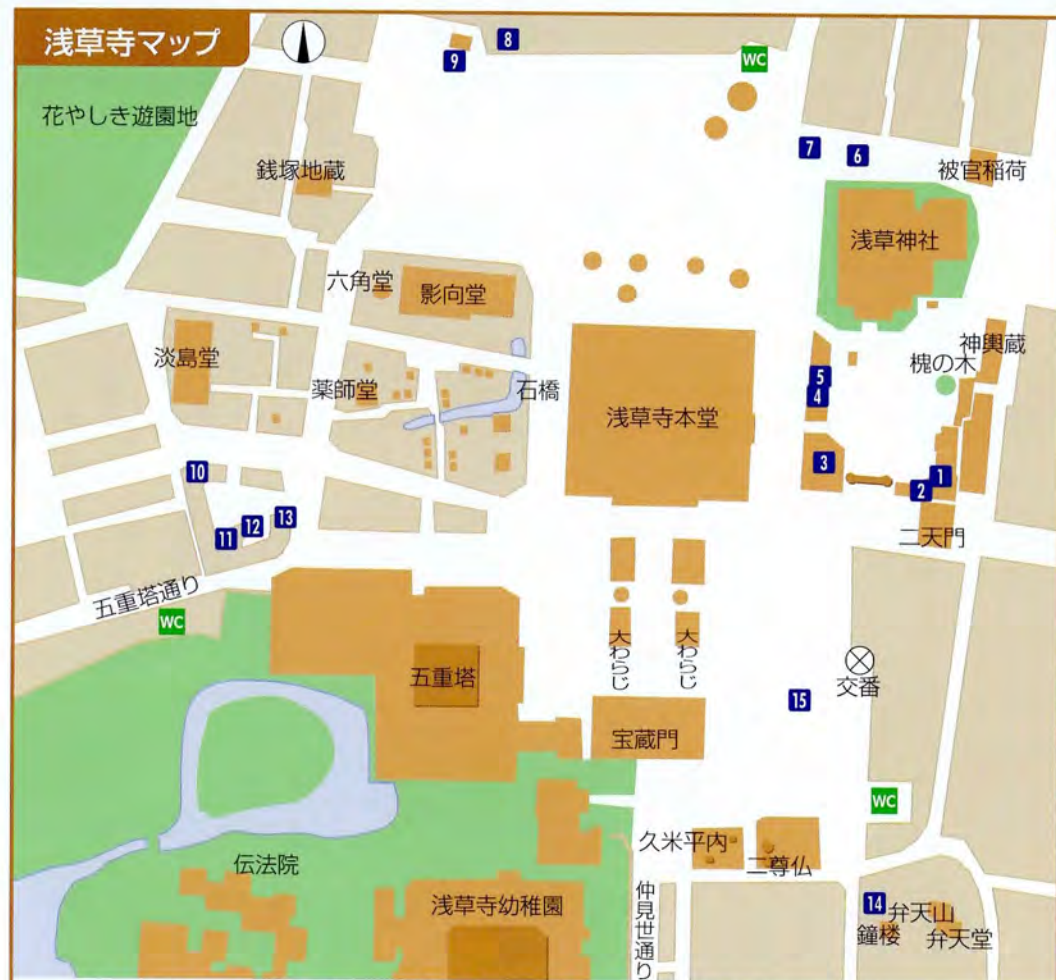 浅草寺マップ
8
9
WC
花やしき遊園地
7
6
銭塚地蔵
被官稲荷
浅草神社
六角堂
影向堂
神輿蔵
淡島堂
槐の木
5
薬師堂
石橋
4
浅草寺本堂
3
10
1
2
13
12
11
二天門
五重塔通り
WC
大わらじ
大わらじ
五重塔
交番
15
宝蔵門
WC
久米平内
二尊仏
伝法院
浅草寺幼稚園
仲見世通り
14
弁天山
鐘楼
弁天堂